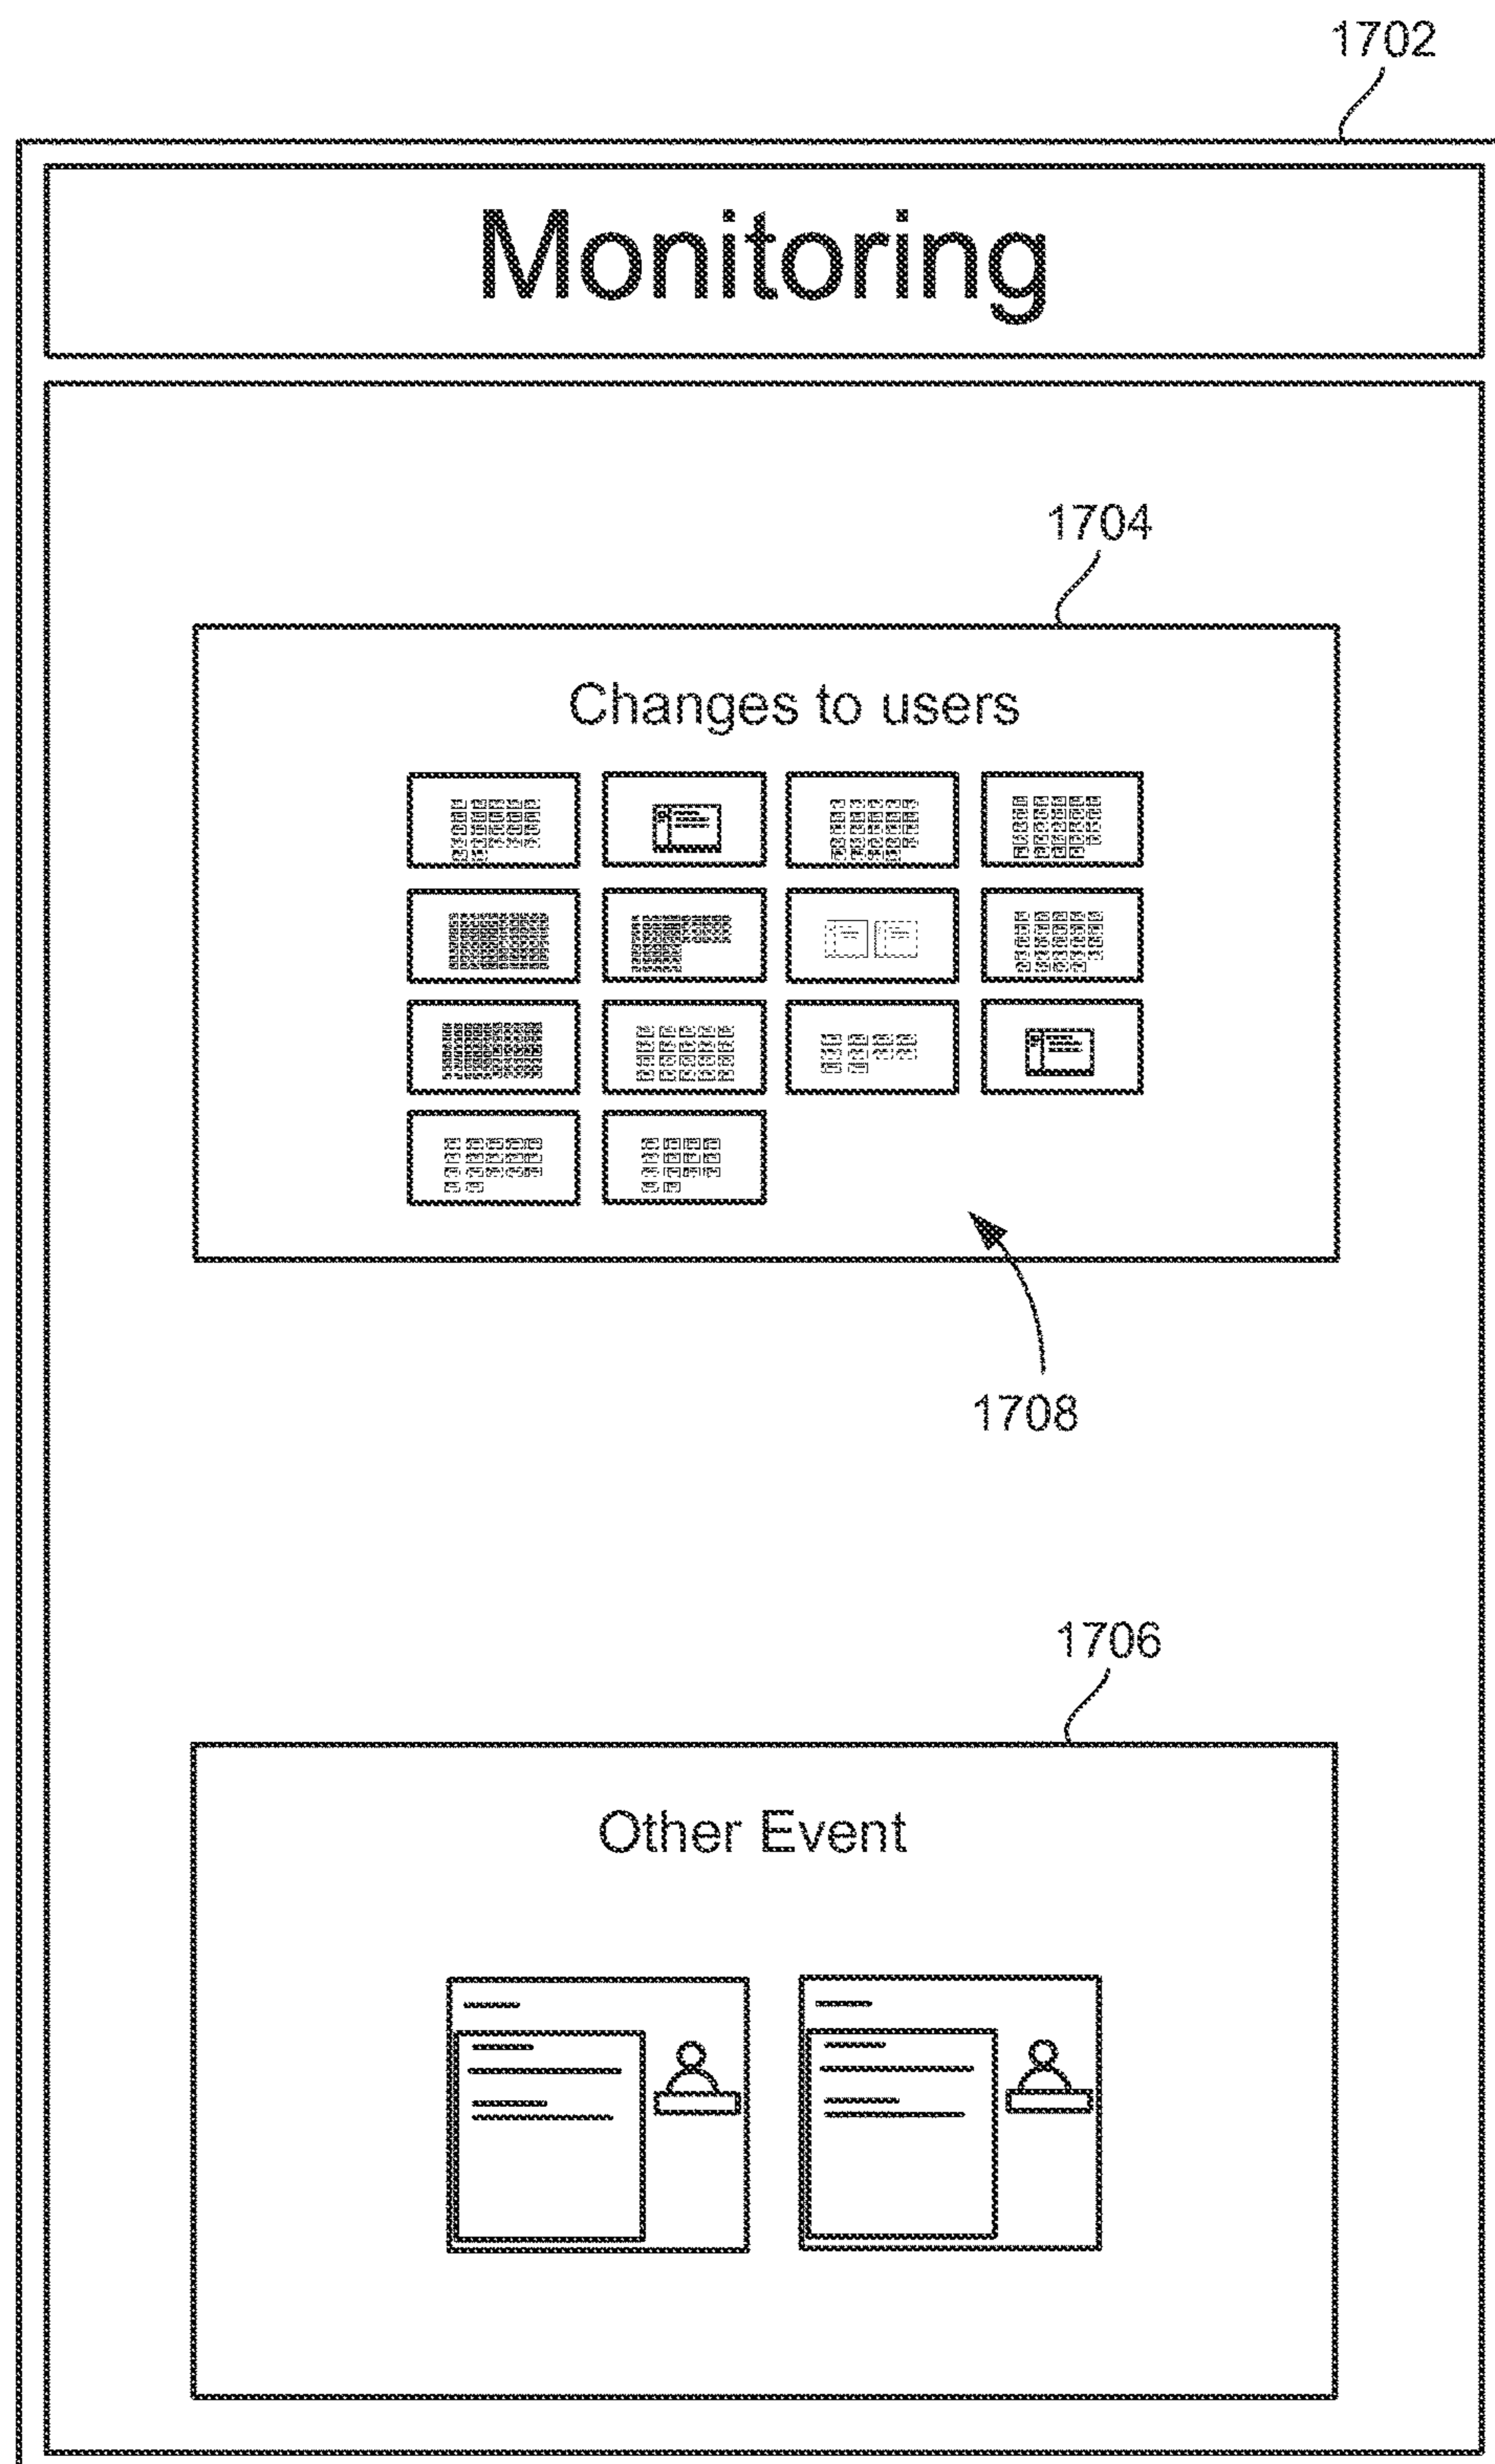 1702
Monitoring
1704
Changes to users
1708
1706
Other Event